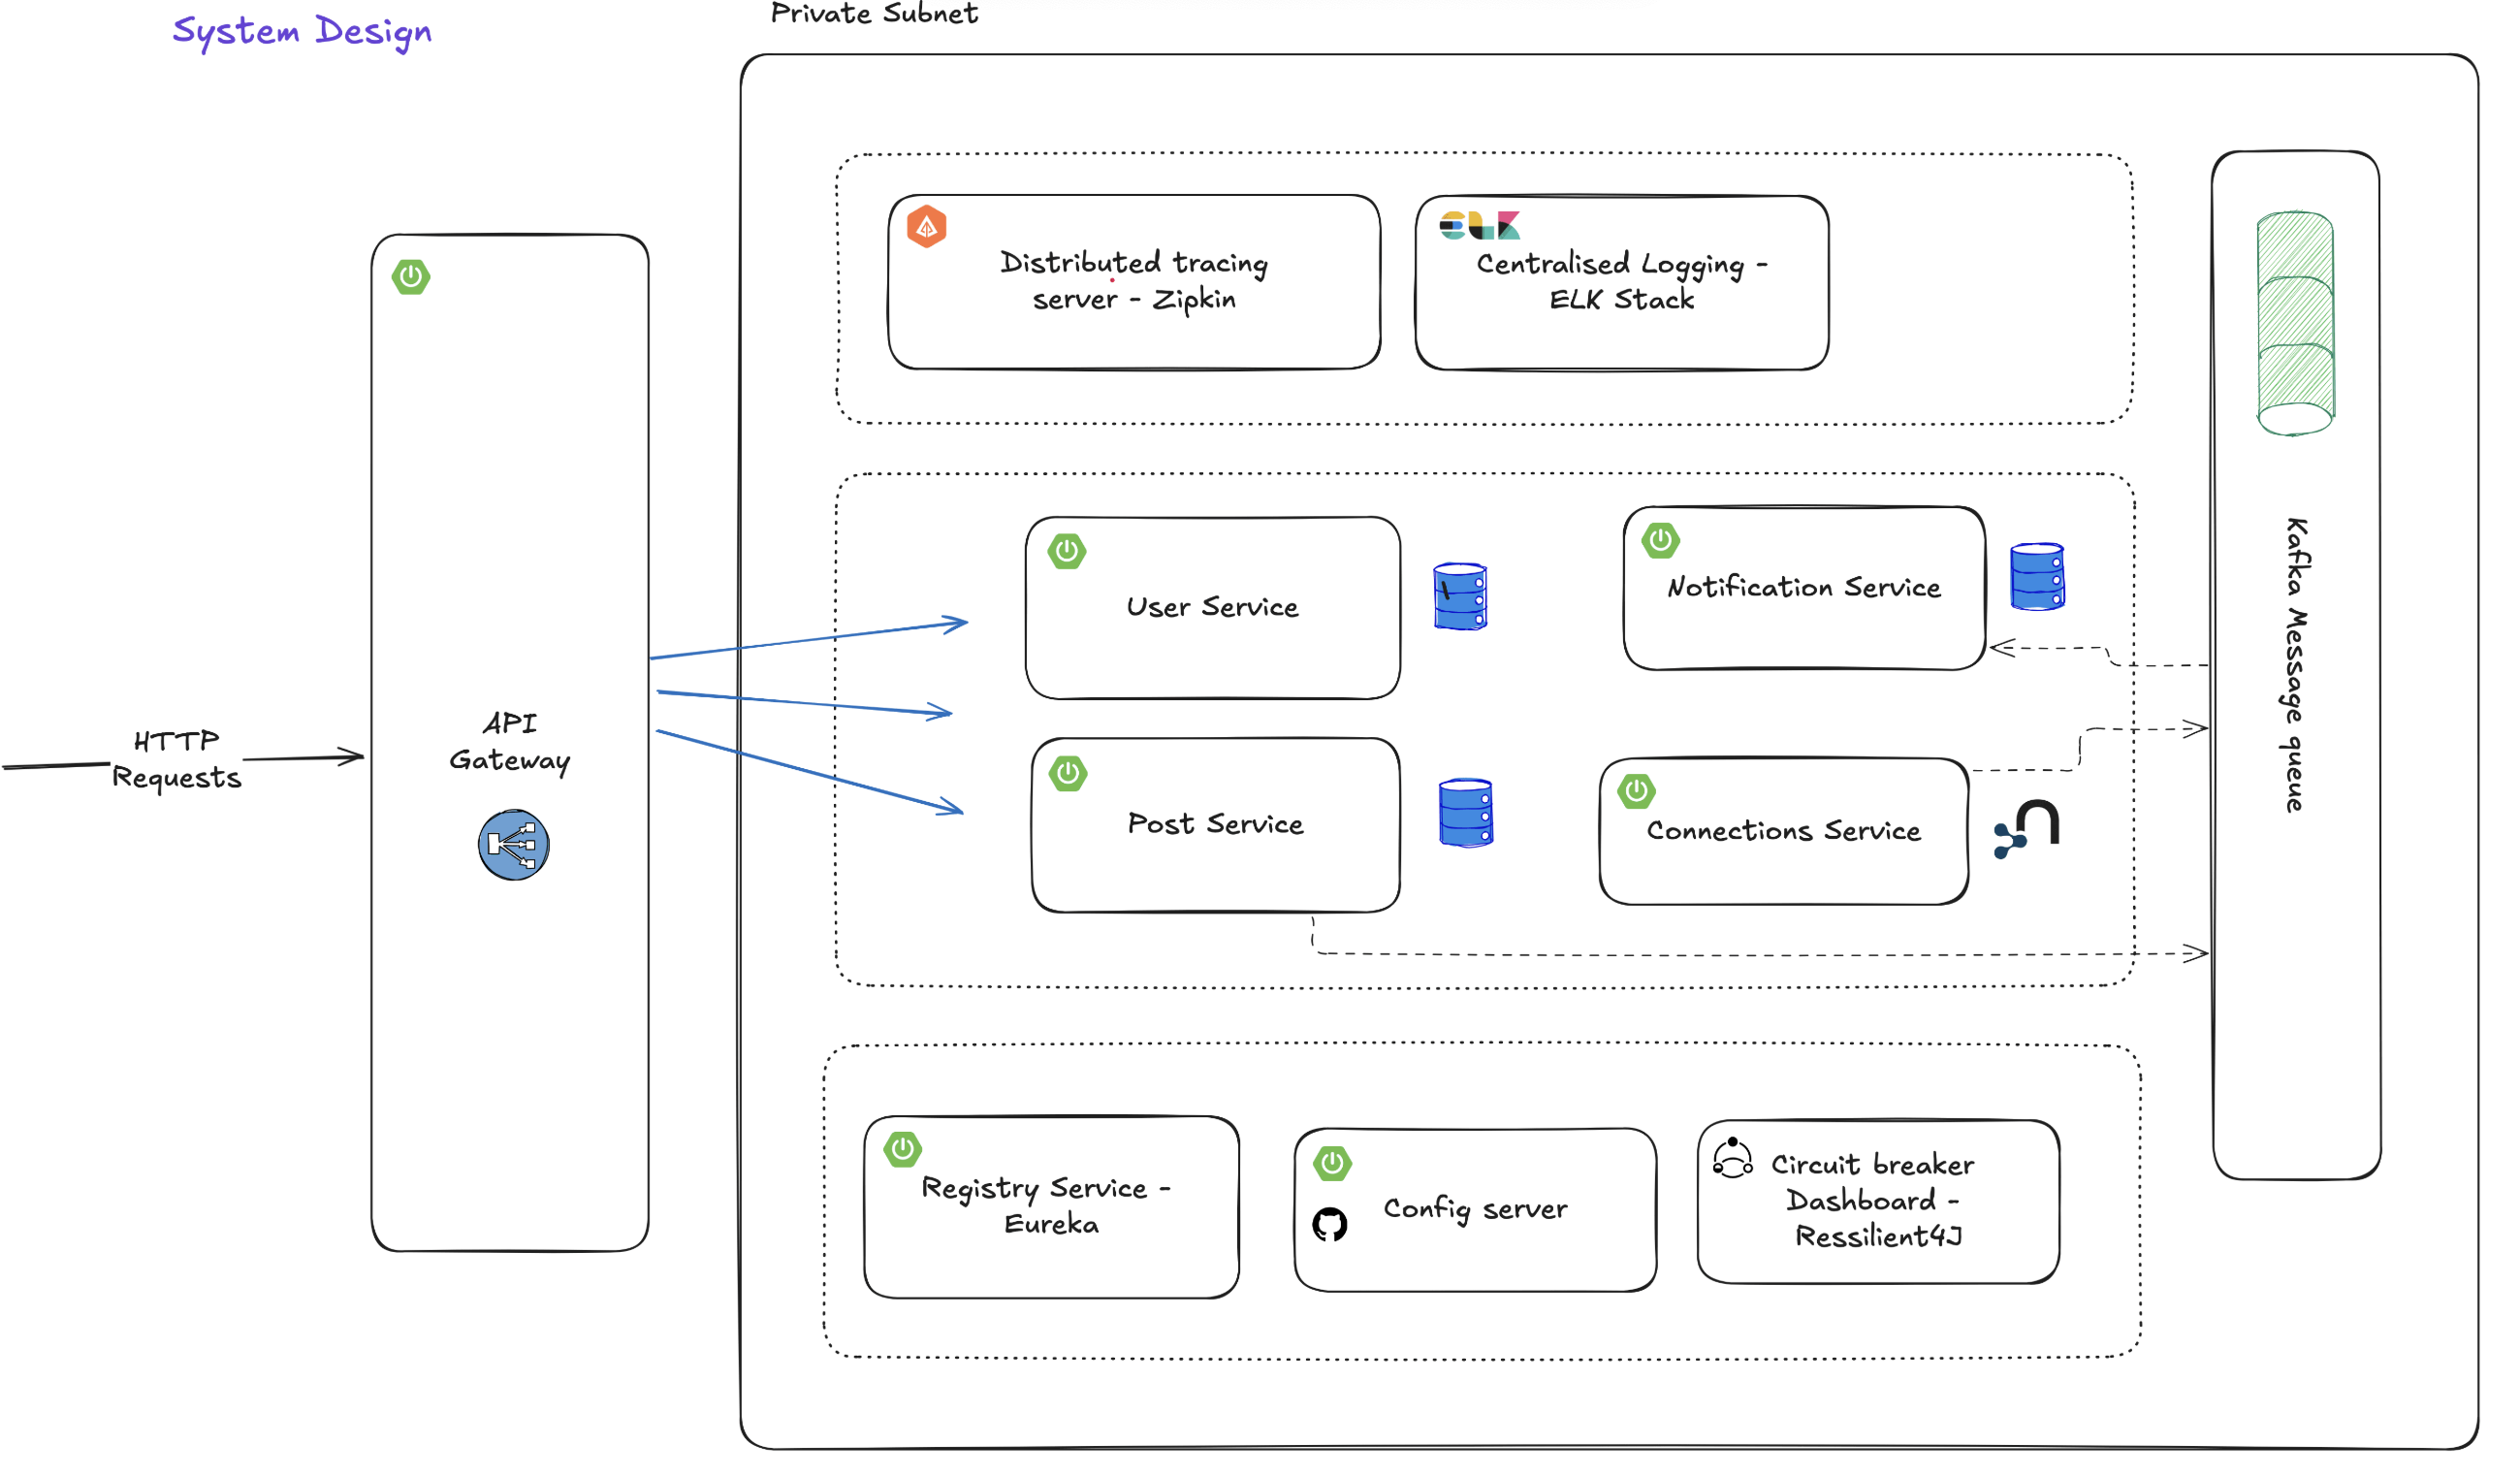 System Design
Private Subnet
Distributed tracing
server - Zipkin
ELK
Centralised Logging -
ELK Stack
User Service
Notification Service
Kafka Message queue
HTTP
Requests
API
Gateway
Post Service
Connections Service
Registry Service -
Eureka
Config server
Circuit breaker
Dashboard -
Ressilient4J